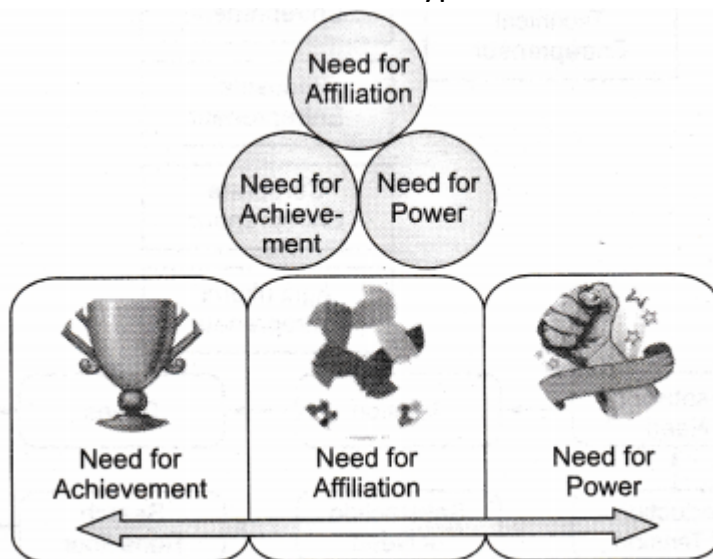 Need for
Affiliation
Need for
Achieve-
ment
Need for
Power
Need for
Achievement
Need for
Affiliation
Need for
Power